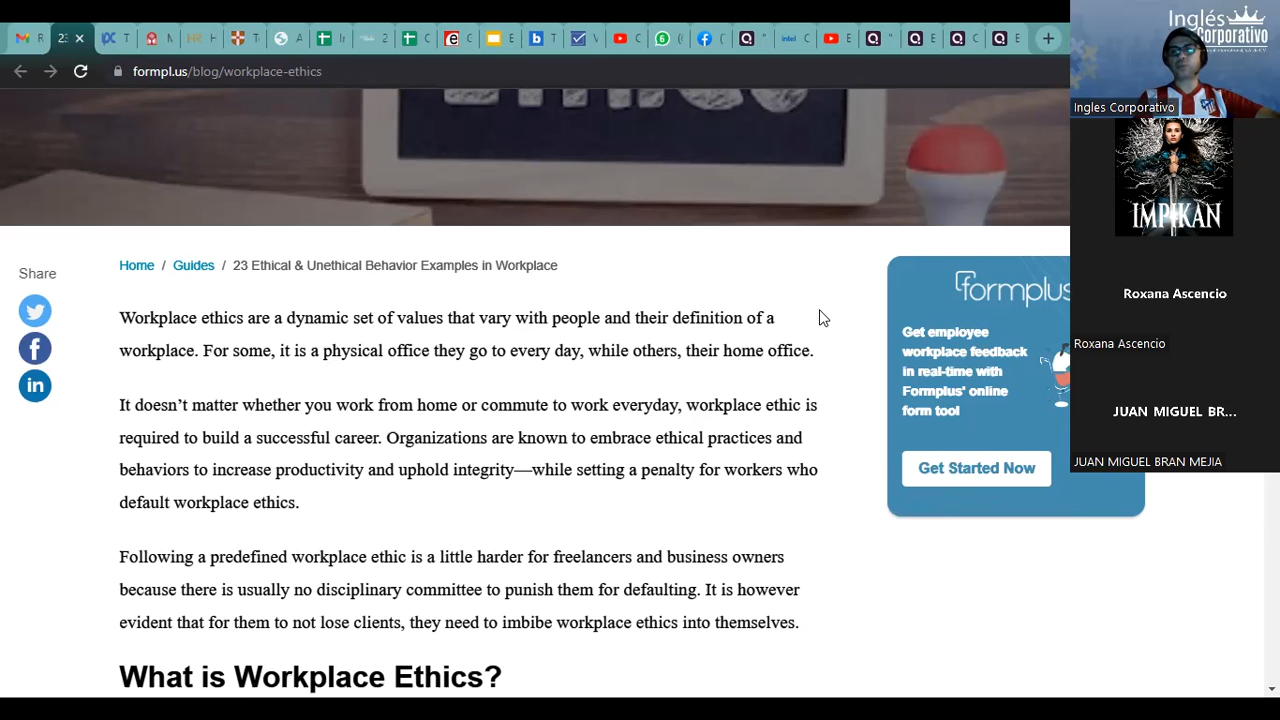 formpl.us/blog/workplace-ethics
Share
Home / Guides / 23 Ethical & Unethical Behavior Examples in Workplace
Workplace ethics are a dynamic set of values that vary with people and their definition of a
workplace. For some, it is a physical office they go to every day, while others, their home office.
It doesn’t matter whether you work from home or commute to work everyday, workplace ethic is
required to build a successful career. Organizations are known to embrace ethical practices and
behaviors to increase productivity and uphold integrity—while setting a penalty for workers who
default workplace ethics.
Following a predefined workplace ethic is a little harder for freelancers and business owners
because there is usually no disciplinary committee to punish them for defaulting. It is however
evident that for them to not lose clients, they need to imbibe workplace ethics into themselves.
What is Workplace Ethics?
formplus
Get employee
workplace feedback
in real-time with
Formplus' online
form tool
Get Started Now
Inglés
Corporativo
Ingles Corporativo
IMPIKAN
Roxana Ascencio
Roxana Ascencio
JUAN MIGUEL BR...
JUAN MIGUEL BRAN MEJIA